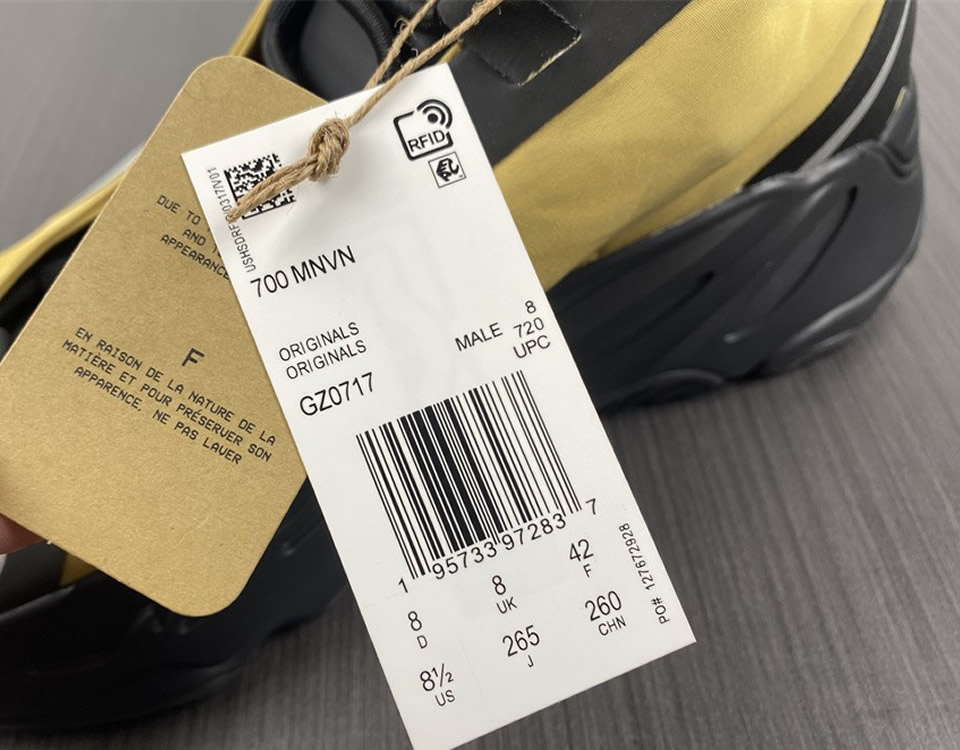 DUE TO
AND
APPEARANCE
F
EN RAISON DE LA NATURE DE LA
MATIÈRE ET POUR PRÉSERVER SON
APPARENCE, NE PAS LAVER
RFID
700 MNVN
ORIGINALS
ORIGINALS
GZ0717
8
MALE 720
UPC
1 95733 97283 7
8
D
8
UK
42
F
8½
US
265
J
260
CHN
PO# 127672928